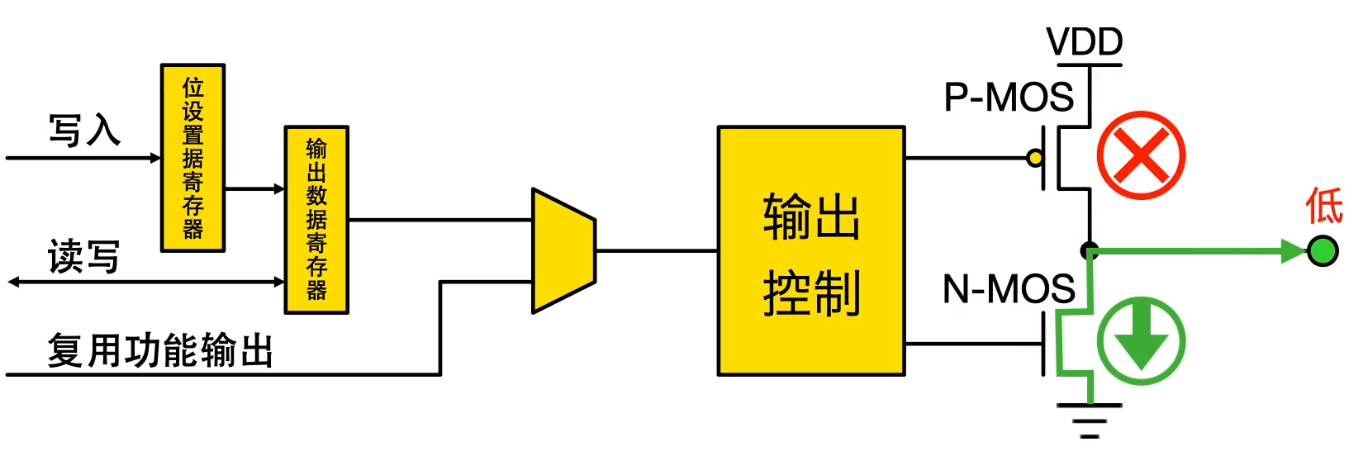 VDD
P-MOS
写入
位设置据寄存器
输出数据寄存器
输出
控制
低
读写
N-MOS
复用功能输出